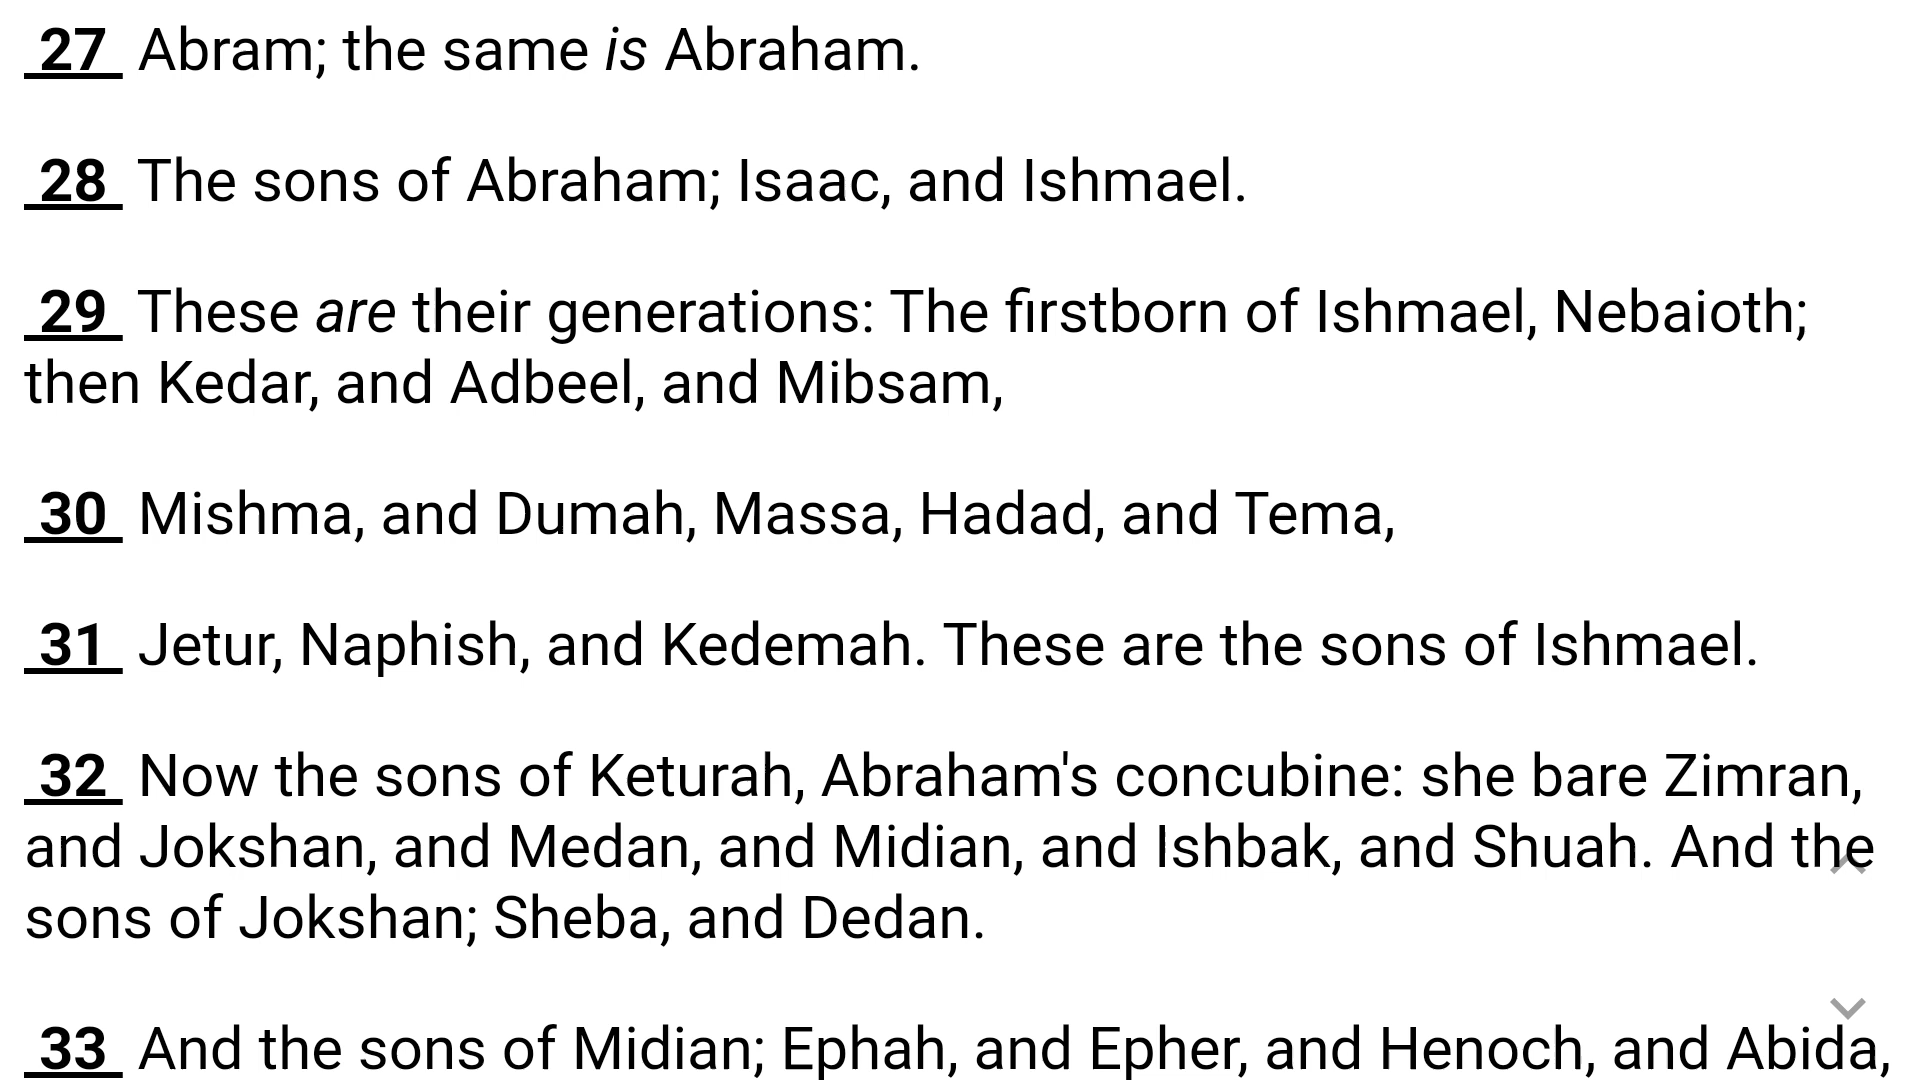 27 Abram; the same is Abraham.
28 The sons of Abraham; Isaac, and Ishmael.
29 These are their generations: The firstborn of Ishmael, Nebaioth;
then Kedar, and Adbeel, and Mibsam,
30 Mishma, and Dumah, Massa, Hadad, and Tema,
31 Jetur, Naphish, and Kedemah. These are the sons of Ishmael.
32 Now the sons of Keturah, Abraham's concubine: she bare Zimran,
and Jokshan, and Medan, and Midian, and Ishbak, and Shuah. And the
sons of Jokshan; Sheba, and Dedan.
33 And the sons of Midian; Ephah, and Epher, and Henoch, and Abida,